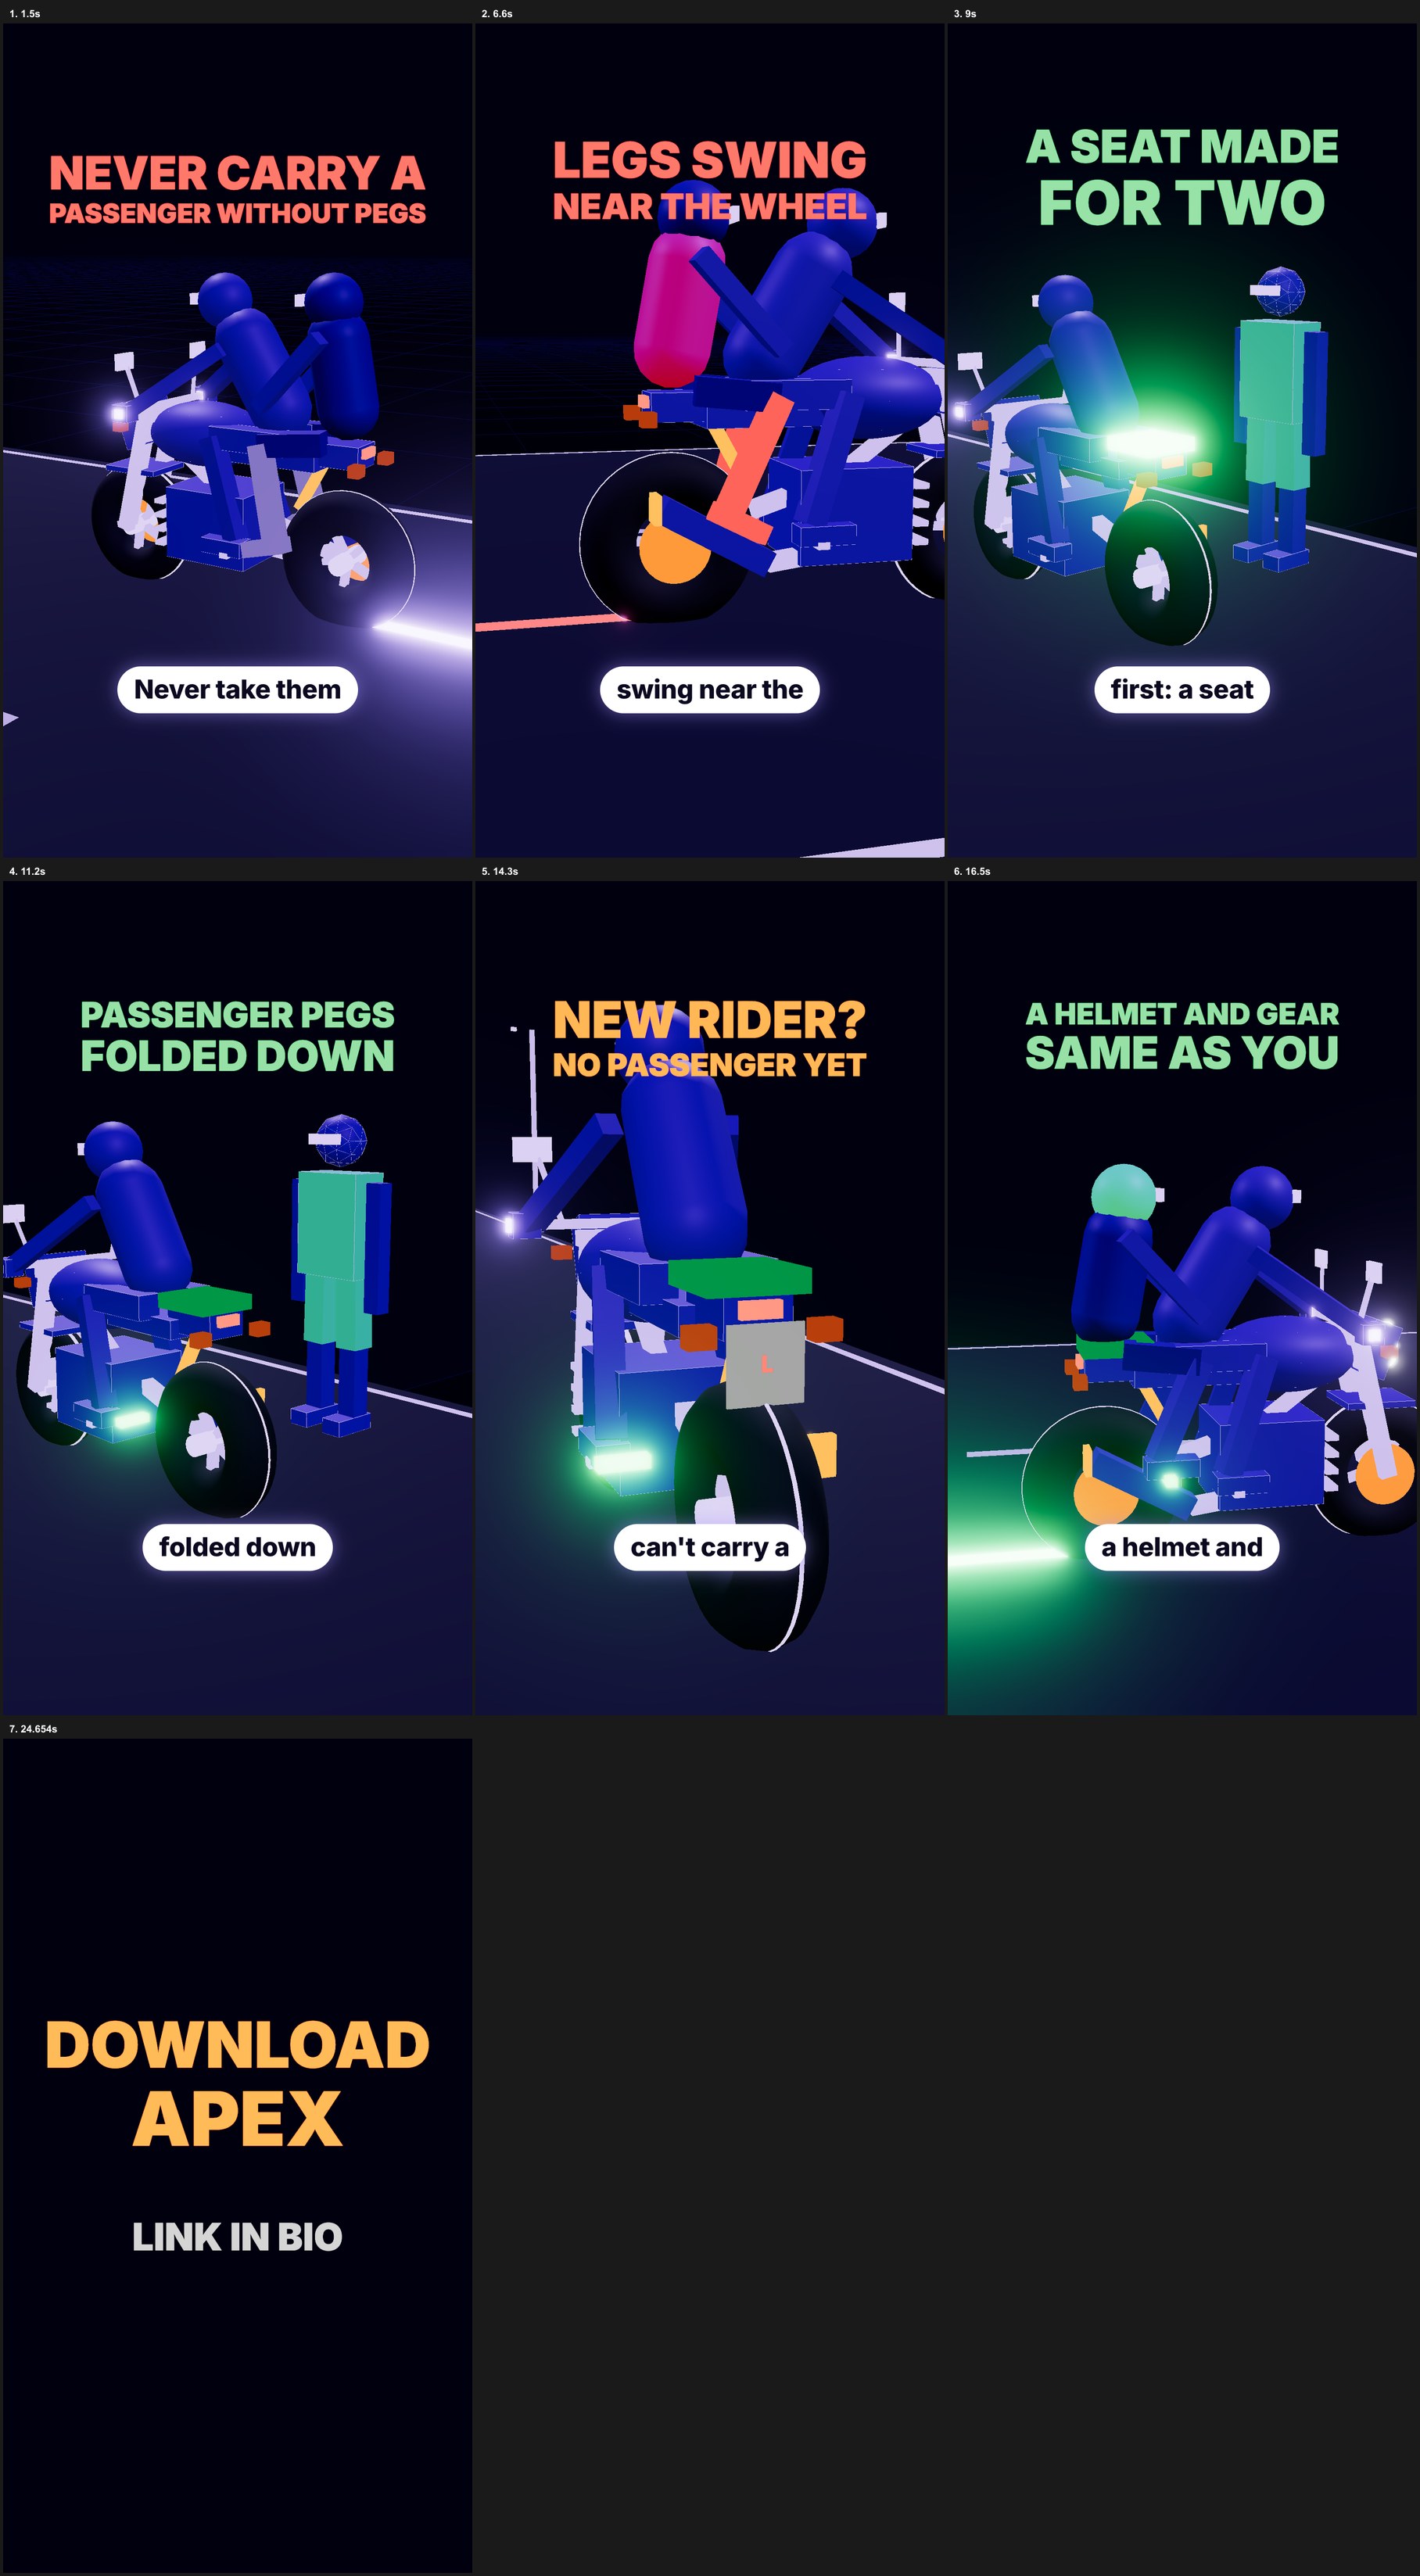 1. 1.5s
NEVER CARRY A
PASSENGER WITHOUT PEGS
Never take them
2. 6.6s
LEGS SWING
NEAR THE WHEEL
swing near the
3. 9s
A SEAT MADE
FOR TWO
first: a seat
4. 11.2s
PASSENGER PEGS
FOLDED DOWN
folded down
5. 14.3s
NEW RIDER?
NO PASSENGER YET
L
can't carry a
6. 16.5s
A HELMET AND GEAR
SAME AS YOU
a helmet and
7. 24.654s
DOWNLOAD
APEX
LINK IN BIO